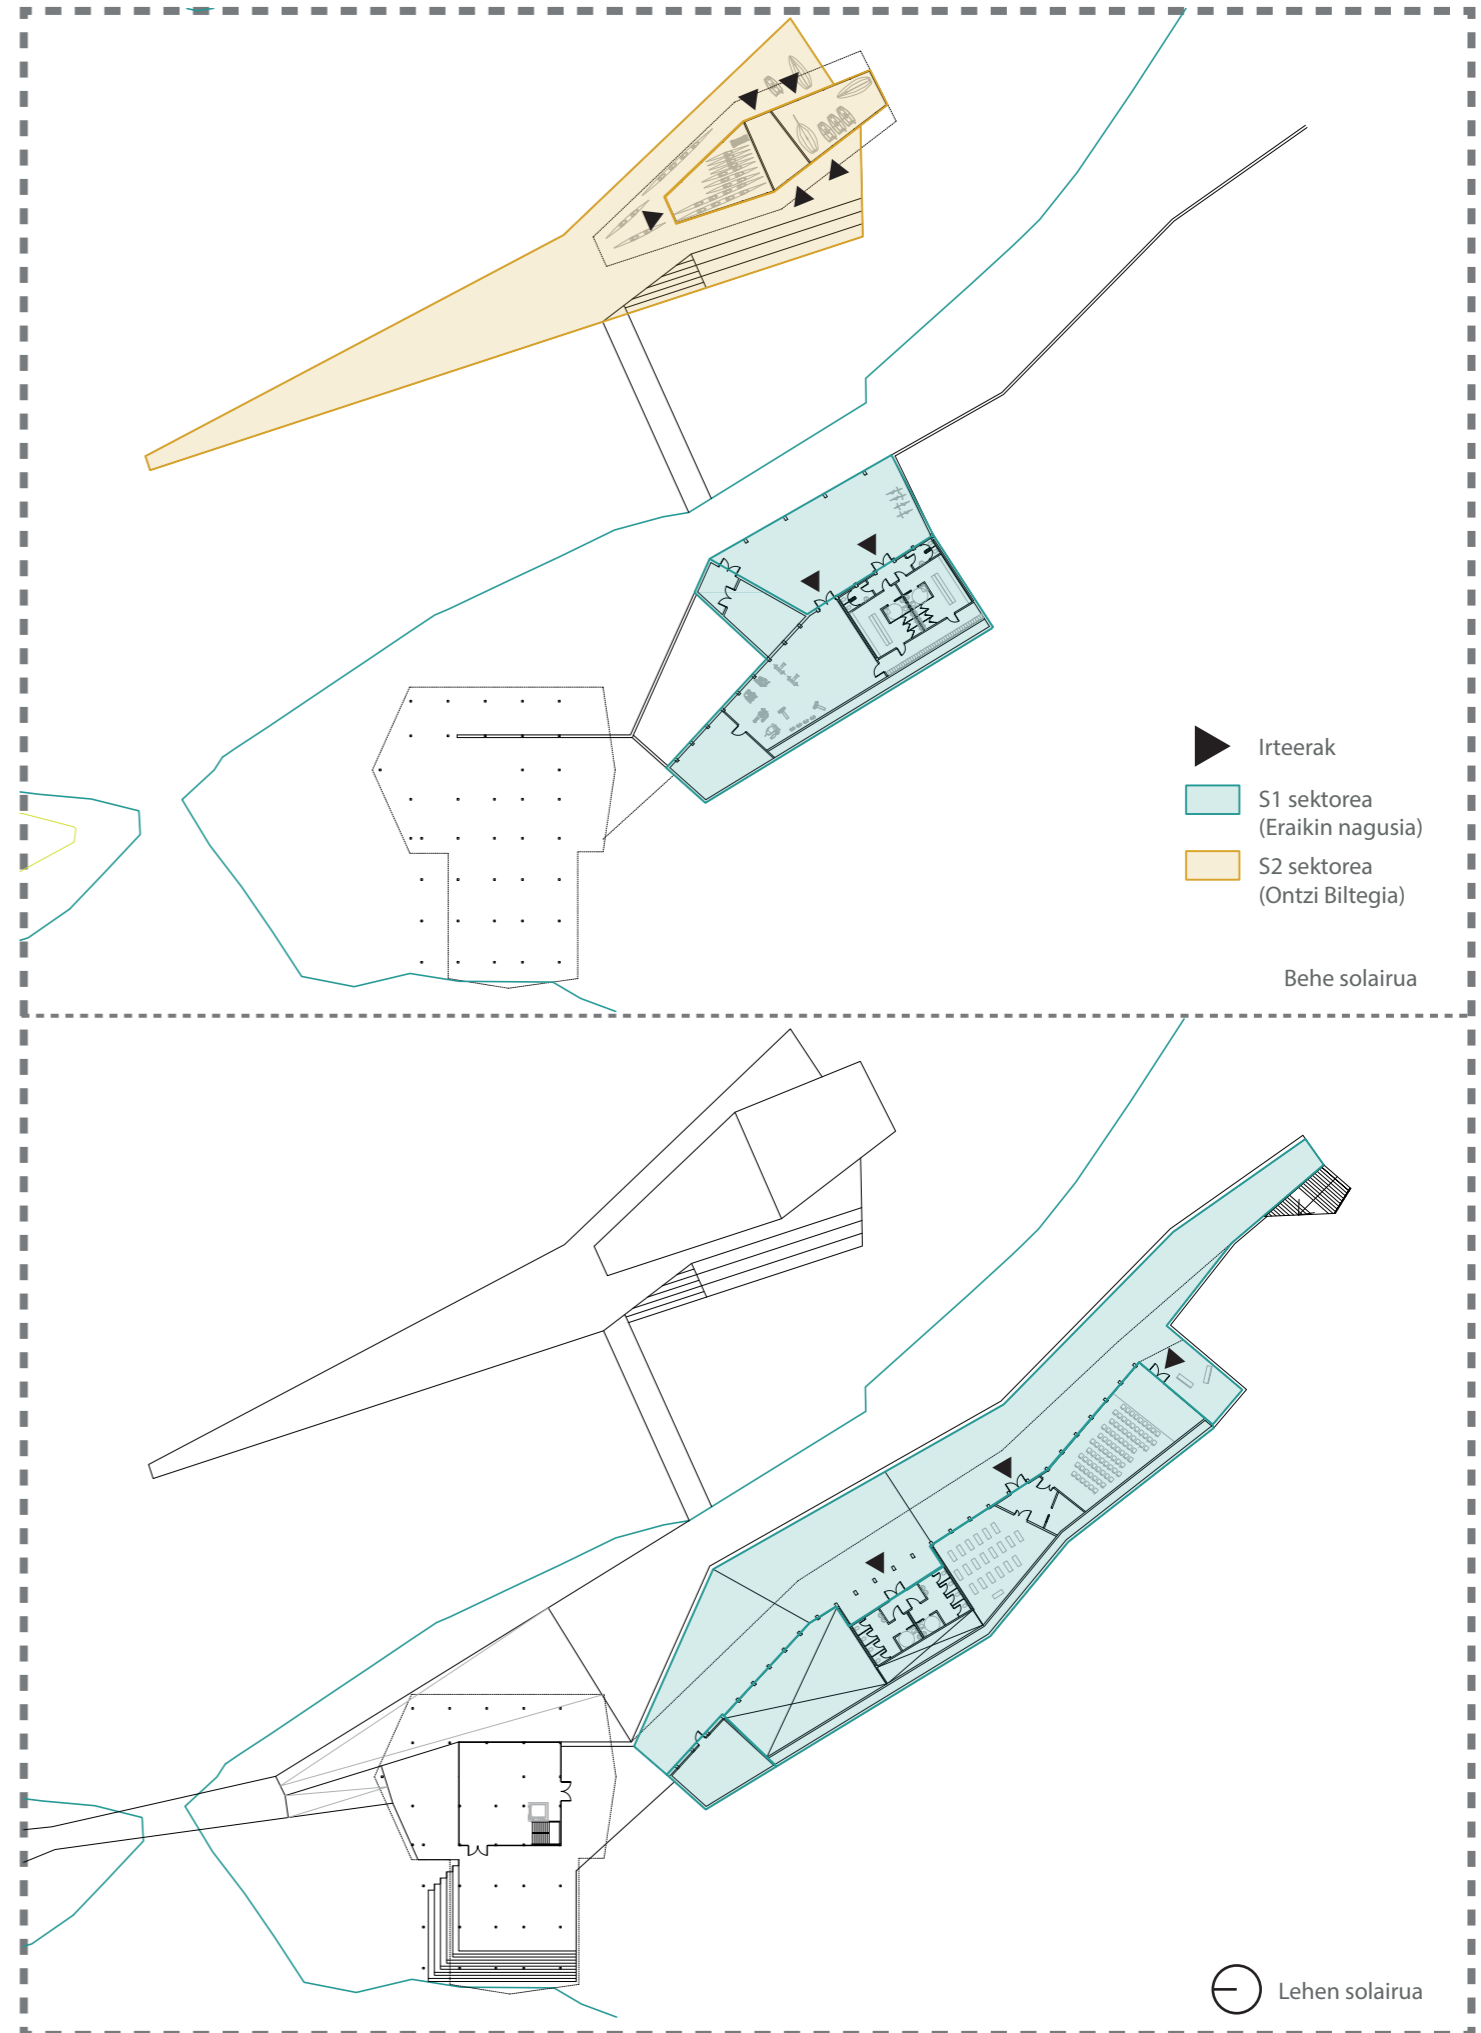 Irteerak
S1 sektorea
(Eraikin nagusia)
S2 sektorea
(Ontzi Biltegia)
Behe solairua
Lehen solairua